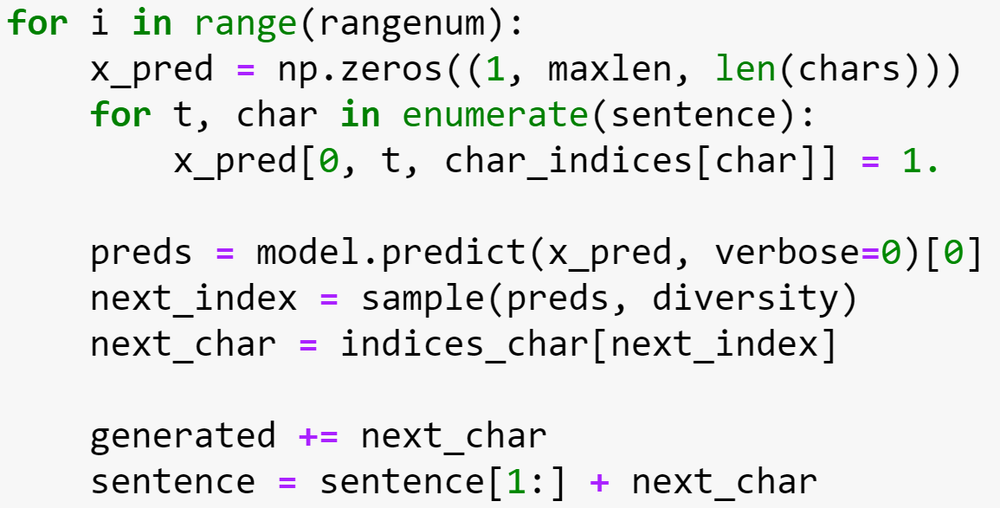 for i in range(rangenum):
    x_pred = np.zeros((1, maxlen, len(chars)))
    for t, char in enumerate(sentence):
        x_pred[0, t, char_indices[char]] = 1.

    preds = model.predict(x_pred, verbose=0)[0]
    next_index = sample(preds, diversity)
    next_char = indices_char[next_index]

    generated += next_char
    sentence = sentence[1:] + next_char